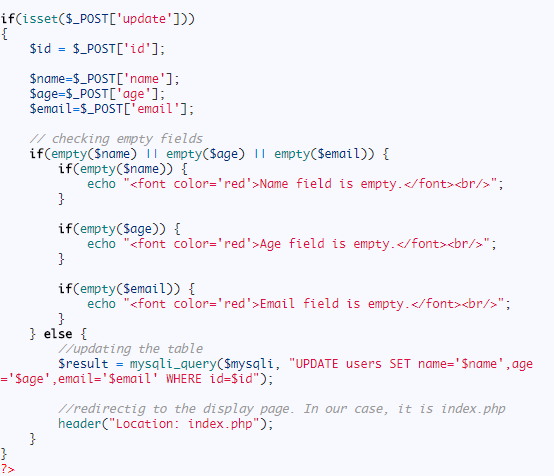 if(isset($_POST['update']))
{
    $id = $_POST['id'];

    $name=$_POST['name'];
    $age=$_POST['age'];
    $email=$_POST['email'];

    // checking empty fields
    if(empty($name) || empty($age) || empty($email)) {
        if(empty($name)) {
            echo "<font color='red'>Name field is empty.</font><br/>";
        }

        if(empty($age)) {
            echo "<font color='red'>Age field is empty.</font><br/>";
        }

        if(empty($email)) {
            echo "<font color='red'>Email field is empty.</font><br/>";
        }
    } else {
        //updating the table
        $result = mysqli_query($mysqli, "UPDATE users SET name='$name',age
='$age',email='$email' WHERE id=$id");

        //redirectig to the display page. In our case, it is index.php
        header("Location: index.php");
    }
}
?>